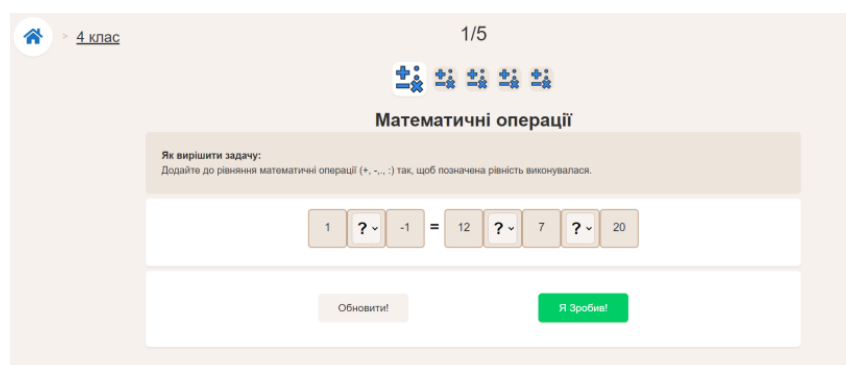 > 4 клас
1/5
Математичні операції
Як вирішити задачу:
Додайте до рівняння математичні операції (+, -,., :) так, щоб позначена рівність виконувалася.
1 ? -1 = 12 ? 7 ? 20
Обновити!
Я Зробив!